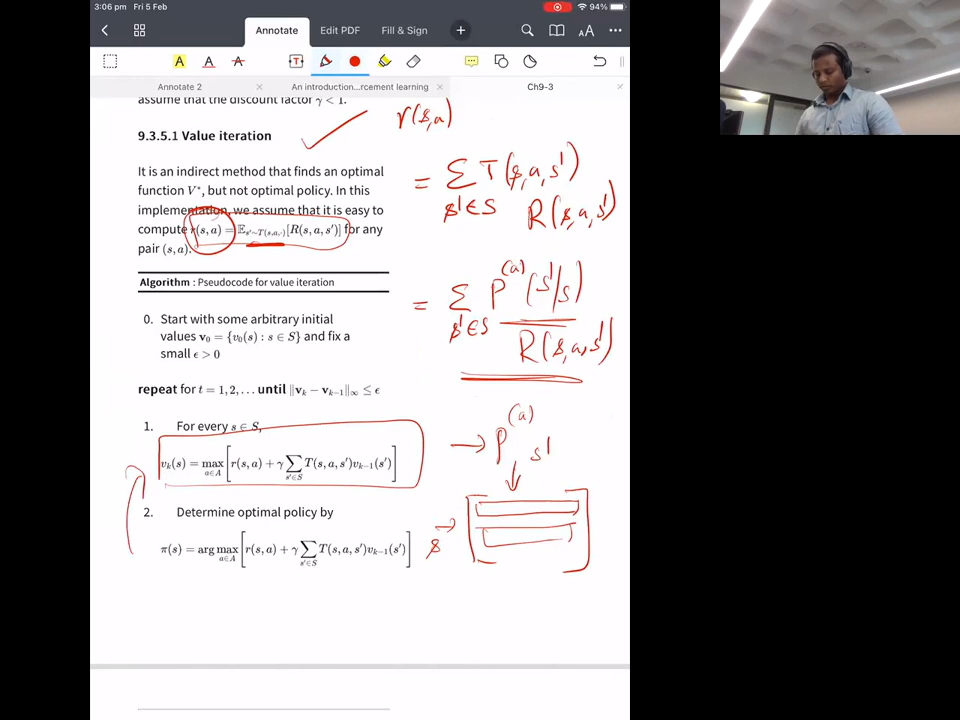 3:06 pm Fri 5 Feb
94%
Annotate Edit PDF Fill & Sign
A A A T AA
Annotate 2 × An introduction...rcement learning × Ch9-3 ×
assume that the discount factor γ < 1.
9.3.5.1 Value iteration
It is an indirect method that finds an optimal
function V*, but not optimal policy. In this
implementation, we assume that it is easy to
compute r(s, a) = 𝔼_{s'∼T(s,a,·)}[R(s, a, s')] for any
pair (s, a).
Algorithm : Pseudocode for value iteration
0. Start with some arbitrary initial
values v₀ = {v₀(s) : s ∈ S} and fix a
small ϵ > 0
repeat for t = 1, 2, … until ‖v_k − v_{k−1}‖_∞ ≤ ϵ
1. For every s ∈ S,
v_k(s) = max_{a∈A} [r(s, a) + γ ∑_{s'∈S} T(s, a, s')v_{k−1}(s')]
2. Determine optimal policy by
π(s) = arg max_{a∈A} [r(s, a) + γ ∑_{s'∈S} T(s, a, s')v_{k−1}(s')]
r(s,a)
= ∑_{s'∈S} T(s,a,s')
R(s,a,s')
= ∑_{s'∈S} P^{(a)}(s'/s)
R(s,a,s')
→ P^{(a)}
s'
s →